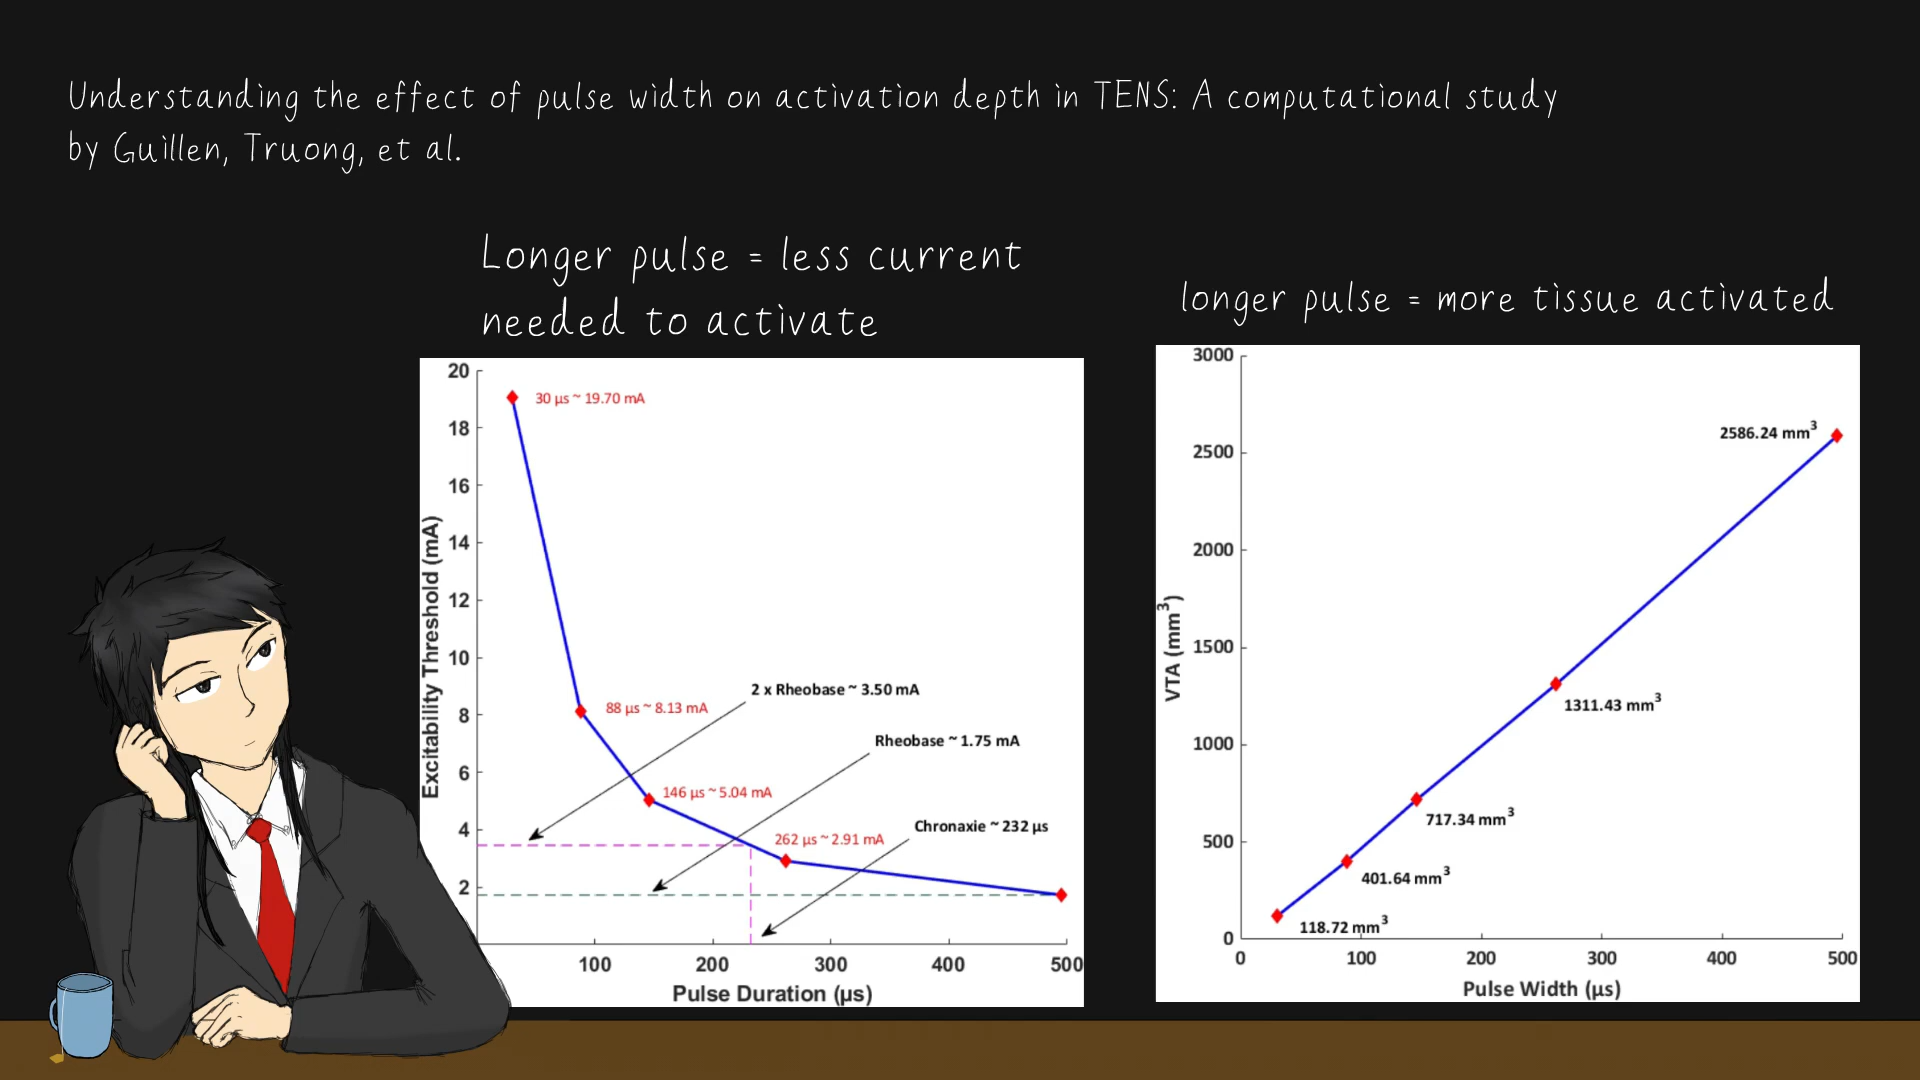 Understanding the effect of pulse width on activation depth in TENS: A computational study
by Guillen, Truong, et al.
Longer pulse = less current
needed to activate
longer pulse = more tissue activated
20
18
16
14
12
10
8
6
4
2
Excitability Threshold (mA)
30 µs ~ 19.70 mA
88 µs ~ 8.13 mA
146 µs ~ 5.04 mA
262 µs ~ 2.91 mA
2 x Rheobase ~ 3.50 mA
Rheobase ~ 1.75 mA
Chronaxie ~ 232 µs
100 200 300 400 500
Pulse Duration (µs)
3000
2500
2000
1500
1000
500
0
VTA (mm³)
2586.24 mm³
1311.43 mm³
717.34 mm³
401.64 mm³
118.72 mm³
0 100 200 300 400 500
Pulse Width (µs)